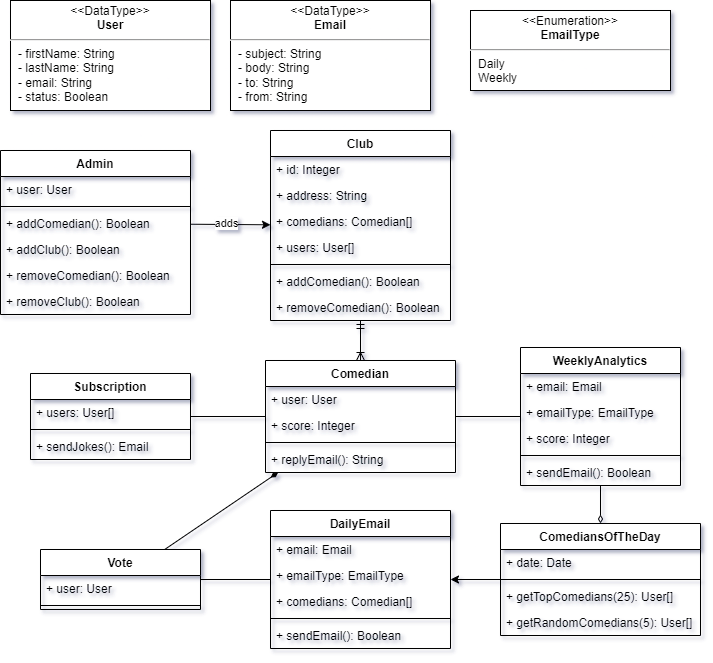 <<DataType>>
User
- firstName: String
- lastName: String
- email: String
- status: Boolean
<<DataType>>
Email
- subject: String
- body: String
- to: String
- from: String
<<Enumeration>>
EmailType
Daily
Weekly
Admin
+ user: User
+ addComedian(): Boolean
+ addClub(): Boolean
+ removeComedian(): Boolean
+ removeClub(): Boolean
adds
Club
+ id: Integer
+ address: String
+ comedians: Comedian[]
+ users: User[]
+ addComedian(): Boolean
+ removeComedian(): Boolean
Subscription
+ users: User[]
+ sendJokes(): Email
Comedian
+ user: User
+ score: Integer
+ replyEmail(): String
WeeklyAnalytics
+ email: Email
+ emailType: EmailType
+ score: Integer
+ sendEmail(): Boolean
Vote
+ user: User
DailyEmail
+ email: Email
+ emailType: EmailType
+ comedians: Comedian[]
+ sendEmail(): Boolean
ComediansOfTheDay
+ date: Date
+ getTopComedians(25): User[]
+ getRandomComedians(5): User[]